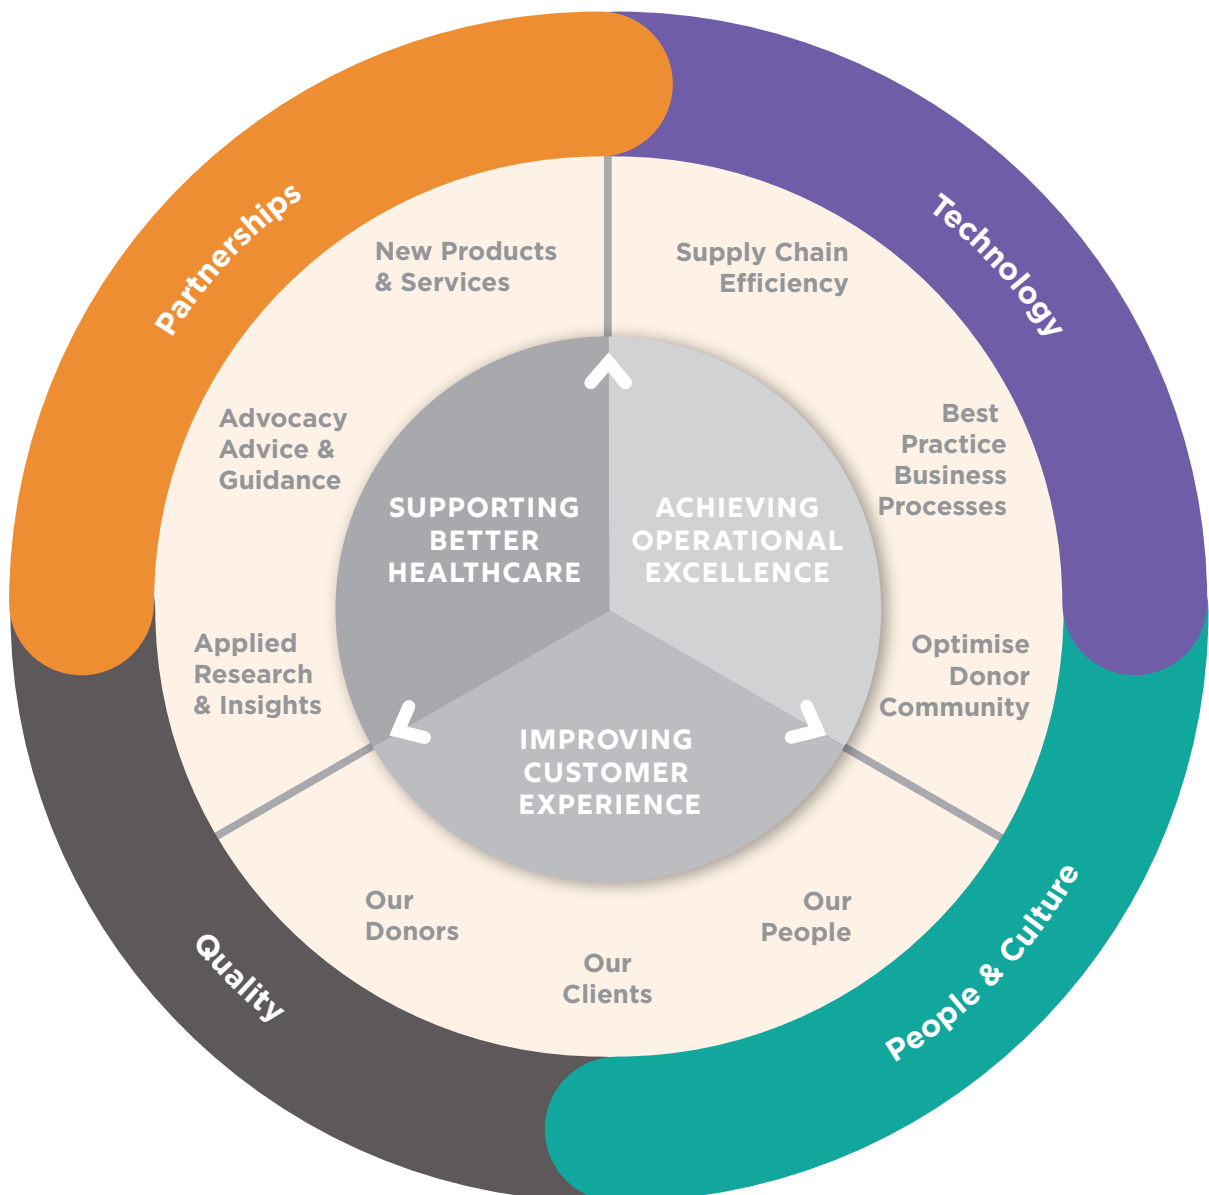 Partnerships
Technology
New Products
& Services
Supply Chain
Efficiency
Advocacy
Advice &
Guidance
Best
Practice
Business
Processes
SUPPORTING
BETTER
HEALTHCARE
ACHIEVING
OPERATIONAL
EXCELLENCE
Applied
Research
& Insights
Optimise
Donor
Community
IMPROVING
CUSTOMER
EXPERIENCE
Our
Donors
Our
Clients
Our
People
Quality
People & Culture